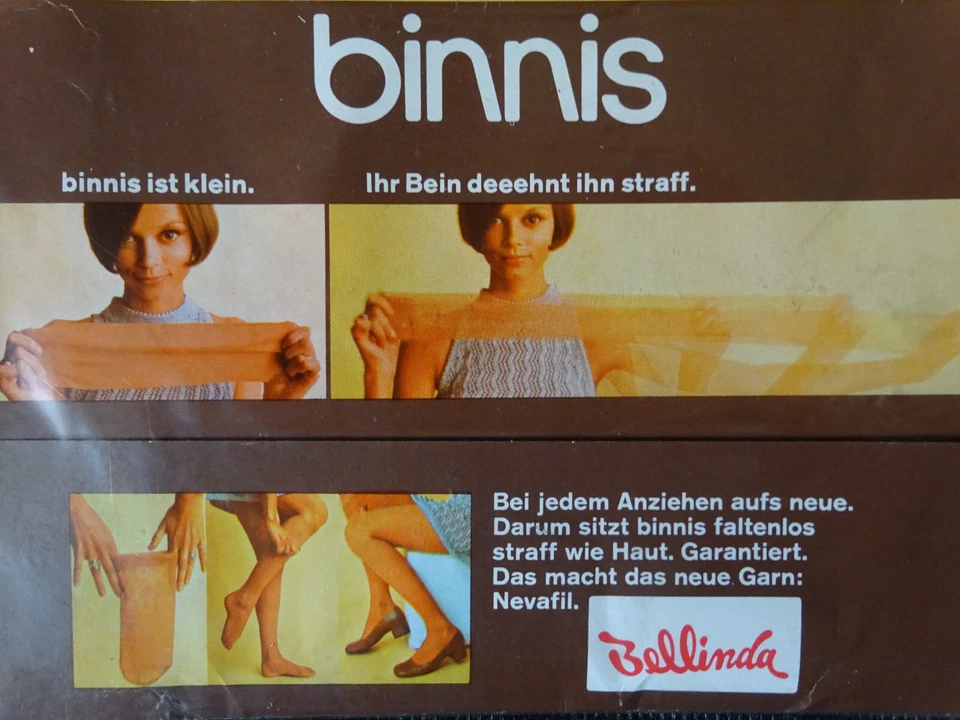 binnis
binnis ist klein.
Ihr Bein deeehnt ihn straff.
Bei jedem Anziehen aufs neue.
Darum sitzt binnis faltenlos
straff wie Haut. Garantiert.
Das macht das neue Garn:
Nevafil.
Bellinda